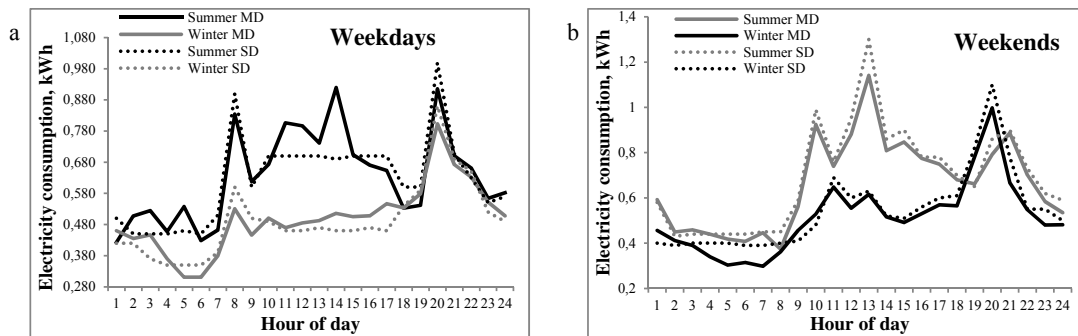 a
Electricity consumption, kWh
1,080
0,980
0,880
0,780
0,680
0,580
0,480
0,380
0,280
Summer MD
Winter MD
Summer SD
Winter SD
Weekdays
1 2 3 4 5 6 7 8 9 10 11 12 13 14 15 16 17 18 19 20 21 22 23 24
Hour of day
b
Electricity consumption, kWh
1,4
1,2
1
0,8
0,6
0,4
0,2
Summer MD
Winter MD
Summer SD
Winter SD
Weekends
1 2 3 4 5 6 7 8 9 10 11 12 13 14 15 16 17 18 19 20 21 22 23 24
Hour of day